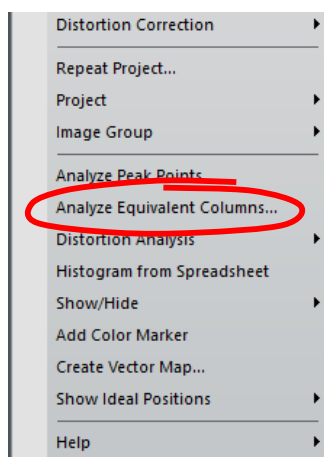 Distortion Correction
Repeat Project...
Project
Image Group
Analyze Peak Points...
Analyze Equivalent Columns...
Distortion Analysis
Histogram from Spreadsheet
Show/Hide
Add Color Marker
Create Vector Map...
Show Ideal Positions
Help